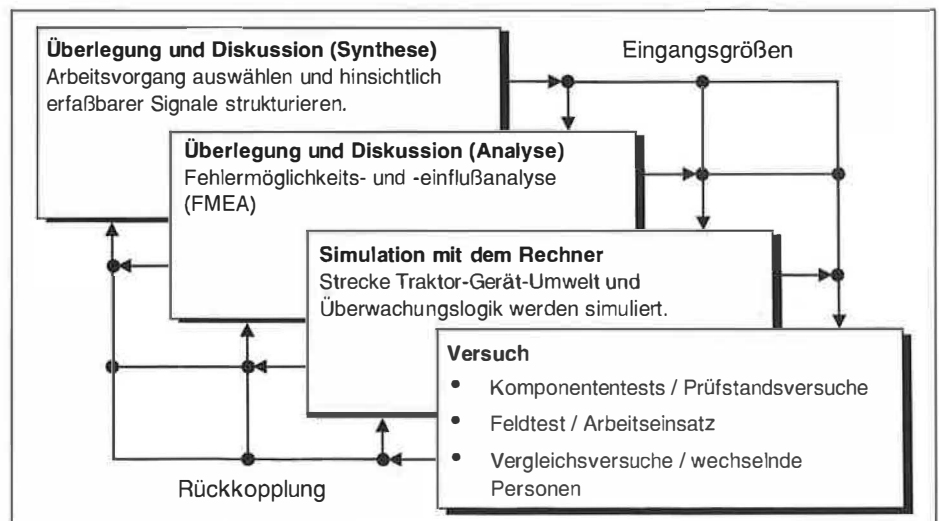 Überlegung und Diskussion (Synthese)
Arbeitsvorgang auswählen und hinsichtlich
erfaßbarer Signale strukturieren.
Eingangsgrößen
Überlegung und Diskussion (Analyse)
Fehlermöglichkeits- und -einflußanalyse
(FMEA)
Simulation mit dem Rechner
Strecke Traktor-Gerät-Umwelt und
Überwachungslogik werden simuliert.
Versuch
• Komponententests / Prüfstandsversuche
• Feldtest / Arbeitseinsatz
• Vergleichsversuche / wechselnde
Personen
Rückkopplung